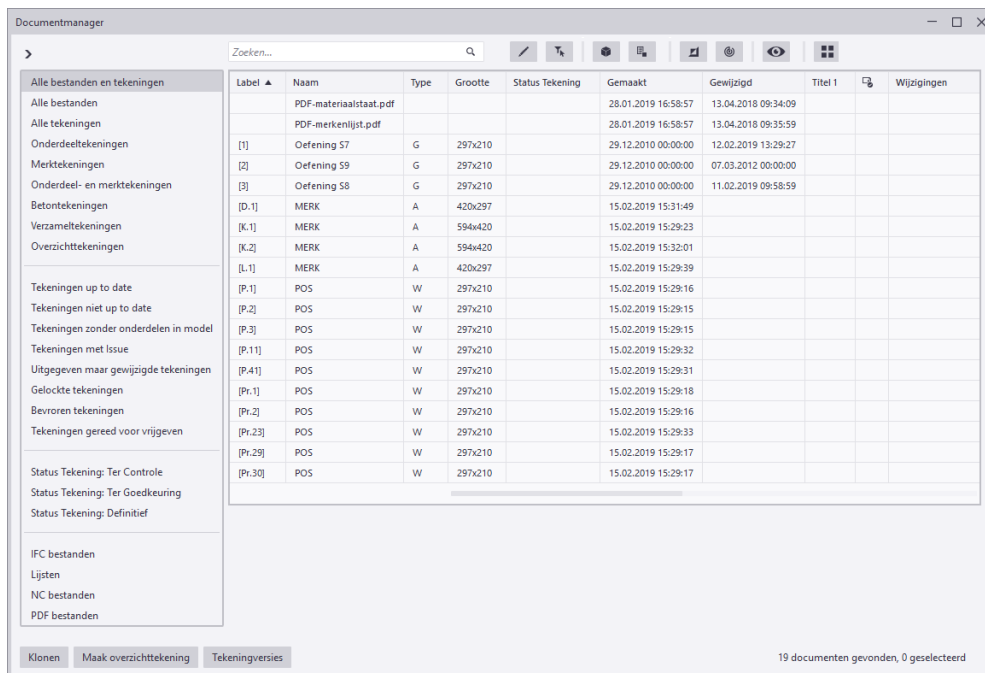 Documentmanager
Zoeken...
Alle bestanden en tekeningen
Alle bestanden
Alle tekeningen
Onderdeeltekeningen
Merktekeningen
Onderdeel- en merktekeningen
Betontekeningen
Verzameltekeningen
Overzichttekeningen
Tekeningen up to date
Tekeningen niet up to date
Tekeningen zonder onderdelen in model
Tekeningen met Issue
Uitgegeven maar gewijzigde tekeningen
Gelockte tekeningen
Bevroren tekeningen
Tekeningen gereed voor vrijgeven
Status Tekening: Ter Controle
Status Tekening: Ter Goedkeuring
Status Tekening: Definitief
IFC bestanden
Lijsten
NC bestanden
PDF bestanden
Label Naam Type Grootte Status Tekening Gemaakt Gewijzigd Titel 1 Wijzigingen
PDF-materiaalstaat.pdf 28.01.2019 16:58:57 13.04.2018 09:34:09
PDF-merkenlijst.pdf 28.01.2019 16:58:57 13.04.2018 09:35:59
[1] Oefening S7 G 297x210 29.12.2010 00:00:00 12.02.2019 13:29:27
[2] Oefening S9 G 297x210 29.12.2010 00:00:00 07.03.2012 00:00:00
[3] Oefening S8 G 297x210 29.12.2010 00:00:00 11.02.2019 09:58:59
[D.1] MERK A 420x297 15.02.2019 15:31:49
[K.1] MERK A 594x420 15.02.2019 15:29:23
[K.2] MERK A 594x420 15.02.2019 15:32:01
[L.1] MERK A 420x297 15.02.2019 15:29:39
[P.1] POS W 297x210 15.02.2019 15:29:16
[P.2] POS W 297x210 15.02.2019 15:29:15
[P.3] POS W 297x210 15.02.2019 15:29:15
[P.11] POS W 297x210 15.02.2019 15:29:32
[P.41] POS W 297x210 15.02.2019 15:29:31
[Pr.1] POS W 297x210 15.02.2019 15:29:18
[Pr.2] POS W 297x210 15.02.2019 15:29:16
[Pr.23] POS W 297x210 15.02.2019 15:29:33
[Pr.29] POS W 297x210 15.02.2019 15:29:17
[Pr.30] POS W 297x210 15.02.2019 15:29:17
Klonen Maak overzichttekening Tekeningversies 19 documenten gevonden, 0 geselecteerd